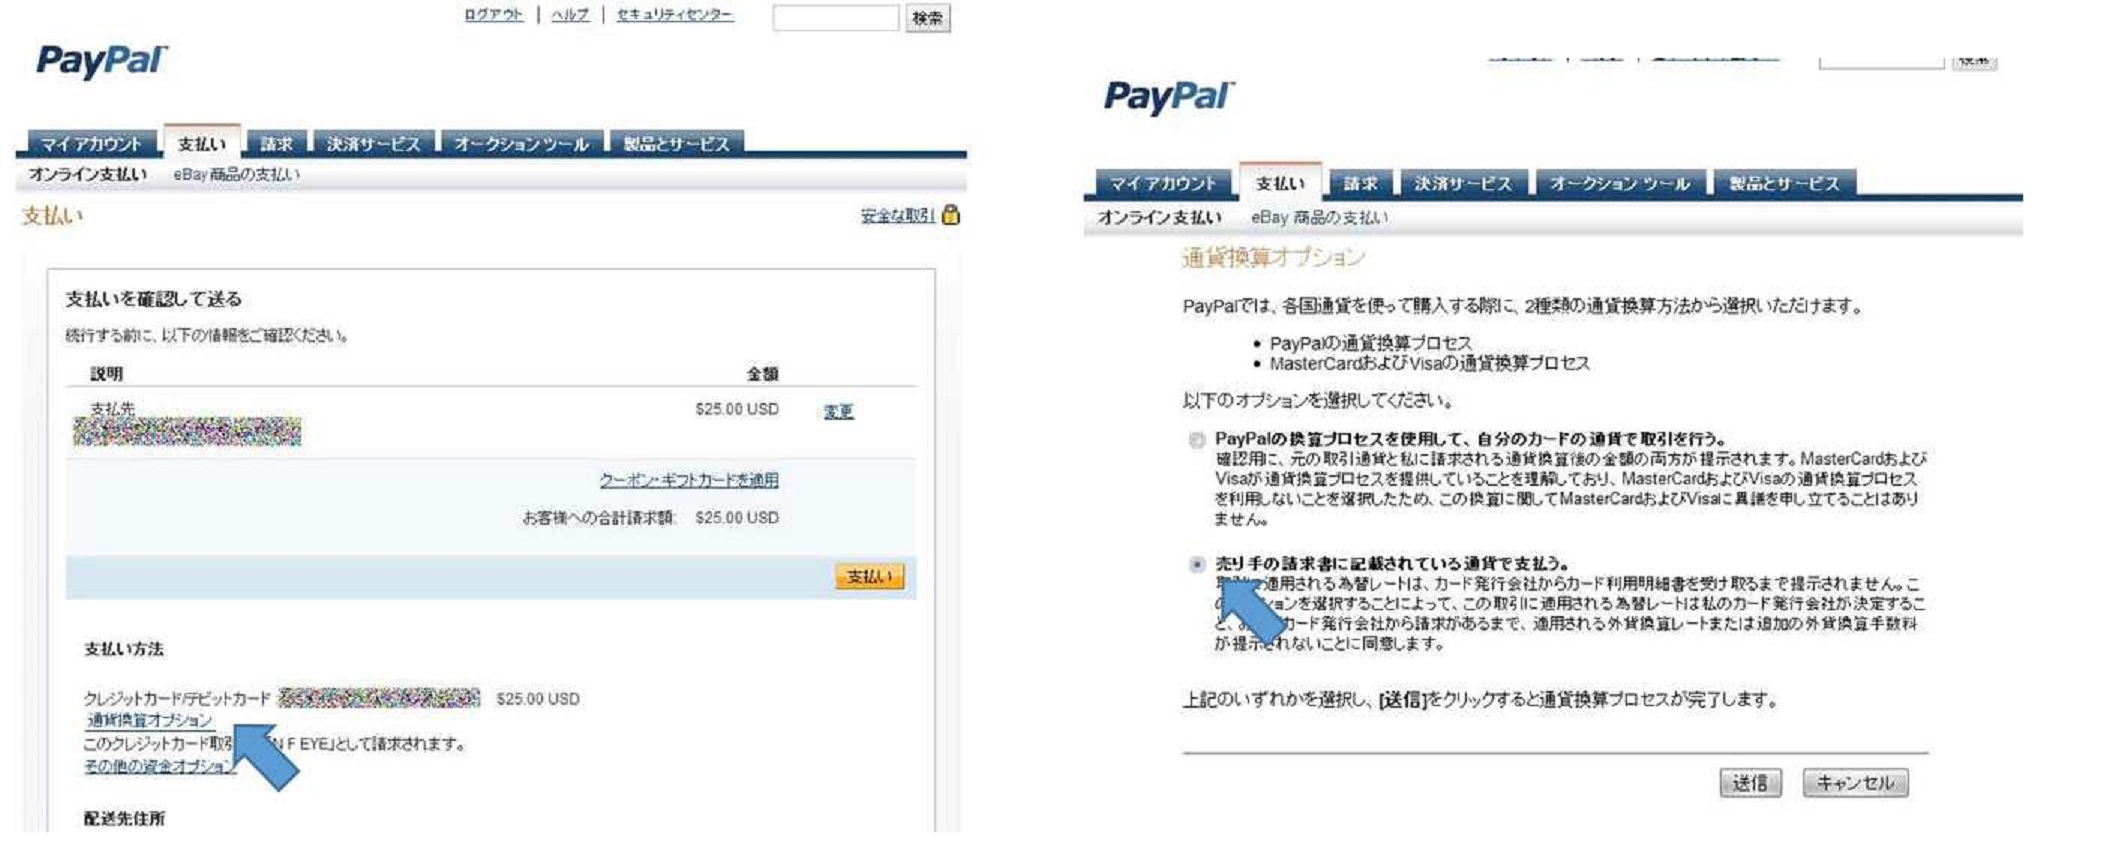 ログアウト | ヘルプ | セキュリティセンター 検索
PayPal
マイアカウント 支払い 請求 決済サービス オークションツール 製品とサービス
オンライン支払い eBay 商品の支払い
支払い 安全な取引
支払いを確認して送る
続行する前に、以下の情報をご確認ください。
説明 金額
支払先 $25.00 USD 変更
クーポン・ギフトカードを適用
お客様への合計請求額: $25.00 USD
支払い
支払い方法
クレジットカード/デビットカード $25.00 USD
通貨換算オプション
このクレジットカード取 F EYE」として請求されます。
その他の資金オプション
配送先住所
PayPal
マイ アカウント 支払い 請求 決済サービス オークション ツール 製品とサービス
オンライン支払い eBay 商品の支払い
通貨換算オプション
PayPalでは、各国通貨を使って購入する際に、2種類の通貨換算方法から選択いただけます。
• PayPalの通貨換算プロセス
• MasterCardおよびVisaの通貨換算プロセス
以下のオプションを選択してください。
PayPalの換算プロセスを使用して、自分のカードの通貨で取引を行う。
確認用に、元の取引通貨と私に請求される通貨換算後の金額の両方が提示されます。MasterCardおよび
Visaが通貨換算プロセスを提供していることを理解しており、MasterCardおよびVisaの通貨換算プロセス
を利用しないことを選択したため、この換算に関してMasterCardおよびVisaに異議を申し立てることはあり
ません。
売り手の請求書に記載されている通貨で支払う。
適用される為替レートは、カード発行会社からカード利用明細書を受け取るまで提示されません。こ
ションを選択することによって、この取引に適用される為替レートは私のカード発行会社が決定するこ
と、 カード発行会社から請求があるまで、適用される外貨換算レートまたは追加の外貨換算手数料
が提示されないことに同意します。
上記のいずれかを選択し、[送信]をクリックすると通貨換算プロセスが完了します。
送信 キャンセル